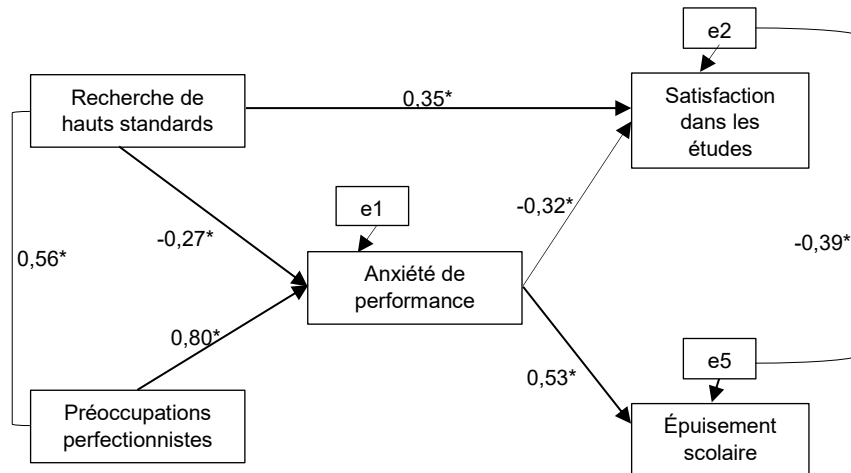 e2
Recherche de
hauts standards
0,35*
Satisfaction
dans les
études
e1
-0,32*
-0,27*
0,56*
-0,39*
Anxiété de
performance
0,80*
e5
0,53*
Préoccupations
perfectionnistes
Épuisement
scolaire